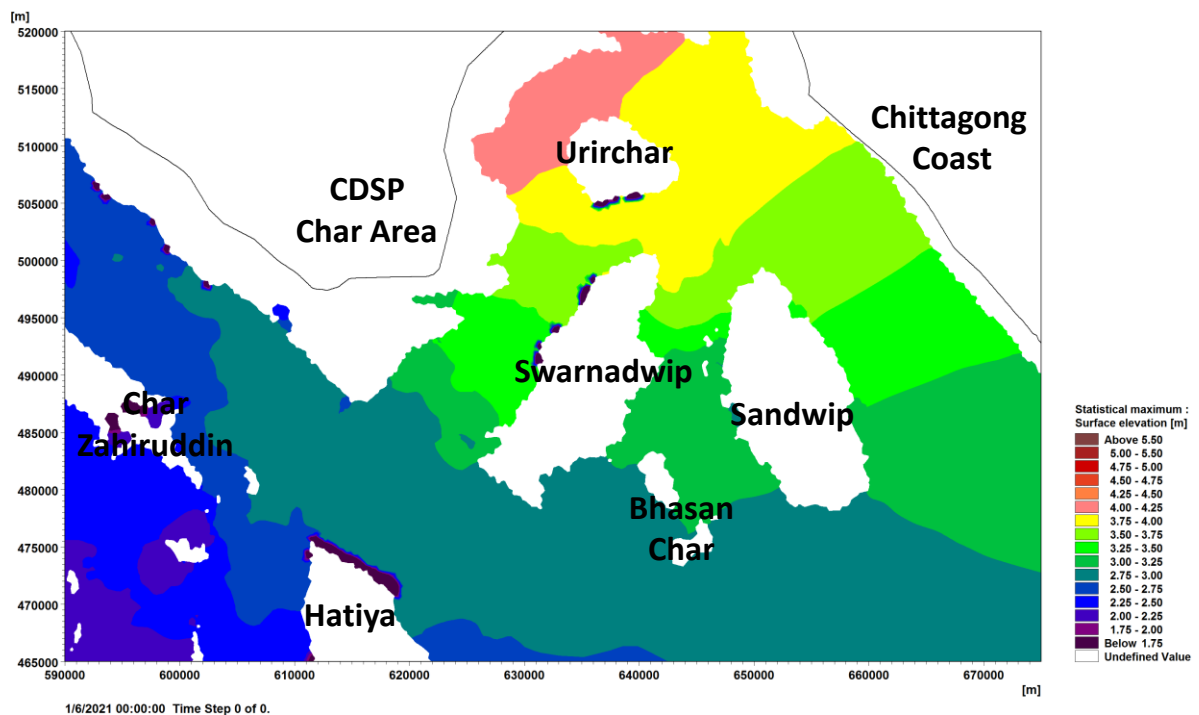 [m]
520000
515000
510000
505000
500000
495000
490000
485000
480000
475000
470000
465000
590000
600000
610000
620000
630000
640000
650000
660000
670000
[m]
Chittagong
Coast
Urirchar
CDSP
Char Area
Swarnadwip
Char
Zahiruddin
Sandwip
Bhasan
Char
Hatiya
Statistical maximum :
Surface elevation [m]
Above 5.50
5.00 - 5.50
4.75 - 5.00
4.50 - 4.75
4.25 - 4.50
4.00 - 4.25
3.75 - 4.00
3.50 - 3.75
3.25 - 3.50
3.00 - 3.25
2.75 - 3.00
2.50 - 2.75
2.25 - 2.50
2.00 - 2.25
1.75 - 2.00
Below 1.75
Undefined Value
1/6/2021 00:00:00 Time Step 0 of 0.